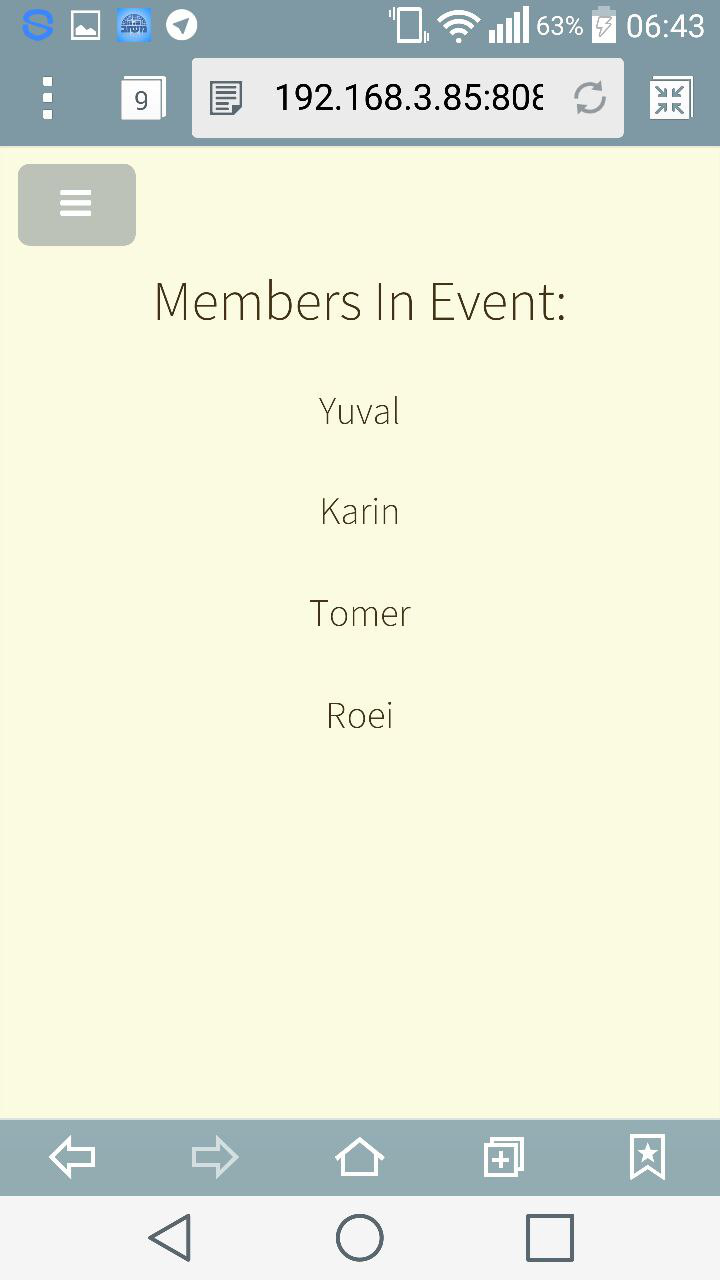 63% 06:43
9 192.168.3.85:808
Members In Event:
Yuval
Karin
Tomer
Roei